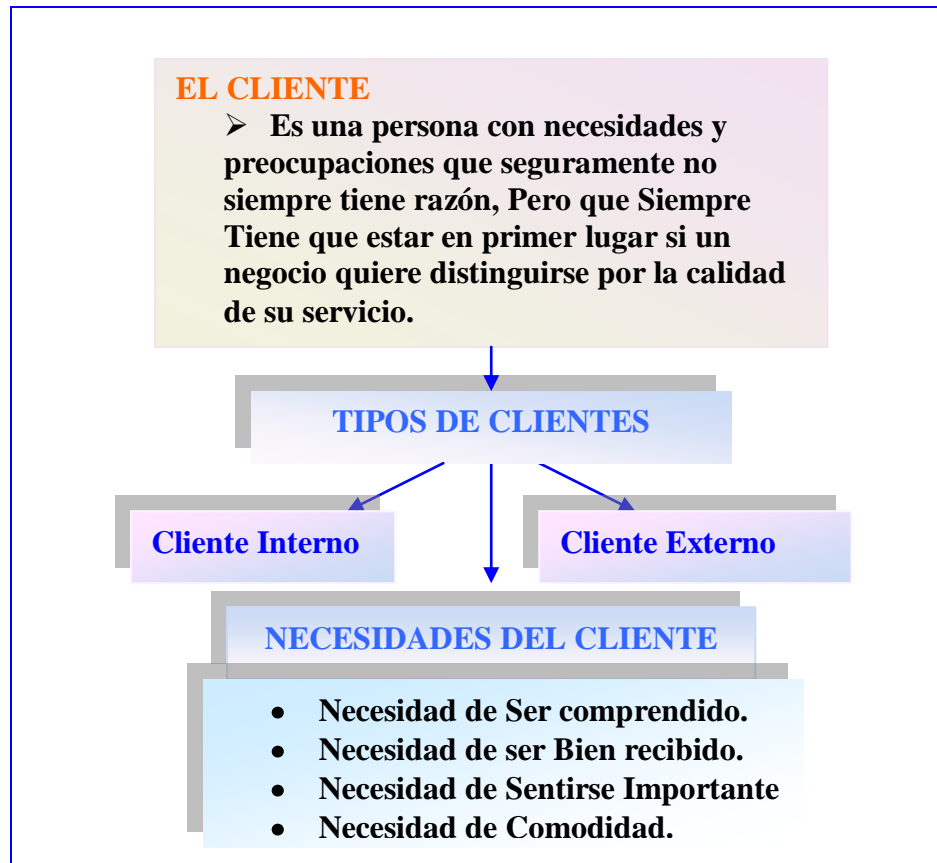 EL CLIENTE
➢ Es una persona con necesidades y
preocupaciones que seguramente no
siempre tiene razón, Pero que Siempre
Tiene que estar en primer lugar si un
negocio quiere distinguirse por la calidad
de su servicio.
TIPOS DE CLIENTES
Cliente Interno
Cliente Externo
NECESIDADES DEL CLIENTE
• Necesidad de Ser comprendido.
• Necesidad de ser Bien recibido.
• Necesidad de Sentirse Importante
• Necesidad de Comodidad.